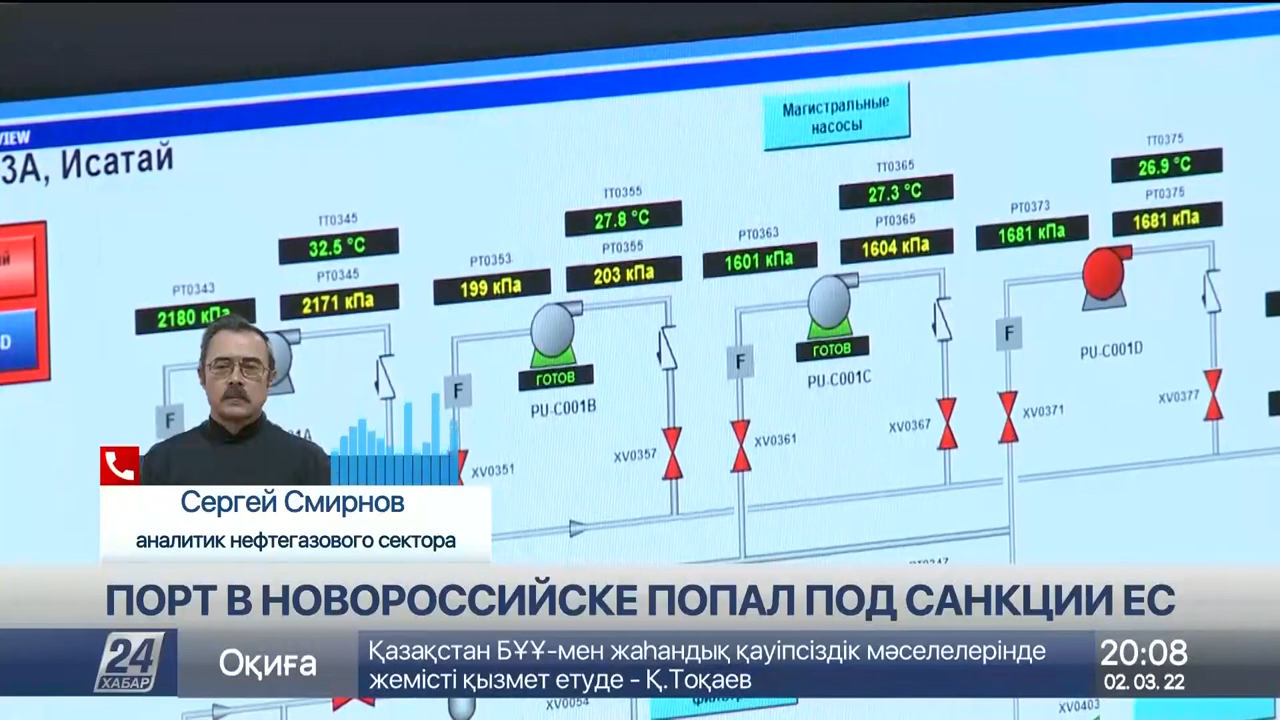 VIEW
3А, Исатай
Магистральные
насосы
TT0345
32.5 °C
PT0343
PT0345
2180 кПа
2171 кПа
TT0355
27.8 °C
PT0353
PT0355
199 кПа
203 кПа
TT0365
27.3 °C
PT0363
PT0365
1601 кПа
1604 кПа
TT0375
26.9 °C
PT0373
PT0375
1681 кПа
1681 кПа
D
F
F
F
F
ГОТОВ
PU-C001B
ГОТОВ
PU-C001C
PU-C001D
XV0351
XV0357
XV0361
XV0367
XV0371
XV0377
Сергей Смирнов
аналитик нефтегазового сектора
ПОРТ В НОВОРОССИЙСКЕ ПОПАЛ ПОД САНКЦИИ ЕС
24
ХАБАР
Оқиға
Қазақстан БҰҰ-мен жаһандық қауіпсіздік мәселелерінде
жемісті қызмет етуде - Қ.Тоқаев
20:08
02. 03. 22
XV0054
XV0403